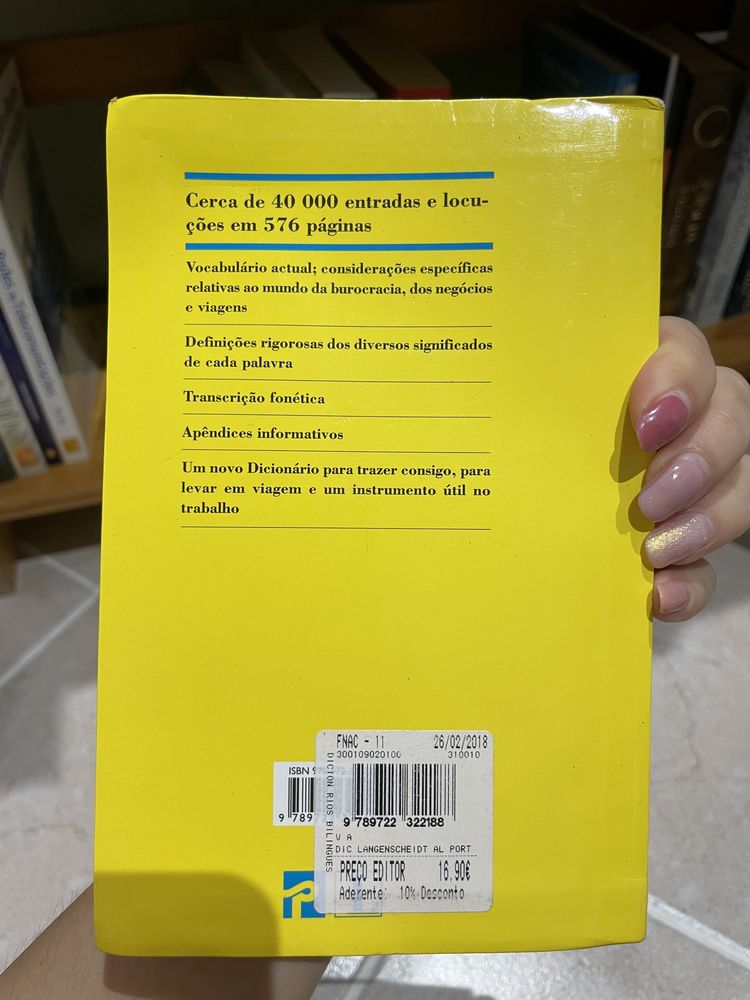 Cerca de 40 000 entradas e locu-
ções em 576 páginas
Vocabulário actual; considerações específicas
relativas ao mundo da burocracia, dos negócios
e viagens
Definições rigorosas dos diversos significados
de cada palavra
Transcrição fonética
Apêndices informativos
Um novo Dicionário para trazer consigo, para
levar em viagem e um instrumento útil no
trabalho
FNAC - 11 26/02/2018
300109020100 310010
DICION RIOS BILINGUES
ISBN
9 789722 322188
V A
DIC LANGENSCHEIDT AL PORT
PREÇO EDITOR 16.90€
Aderente: 10% Desconto